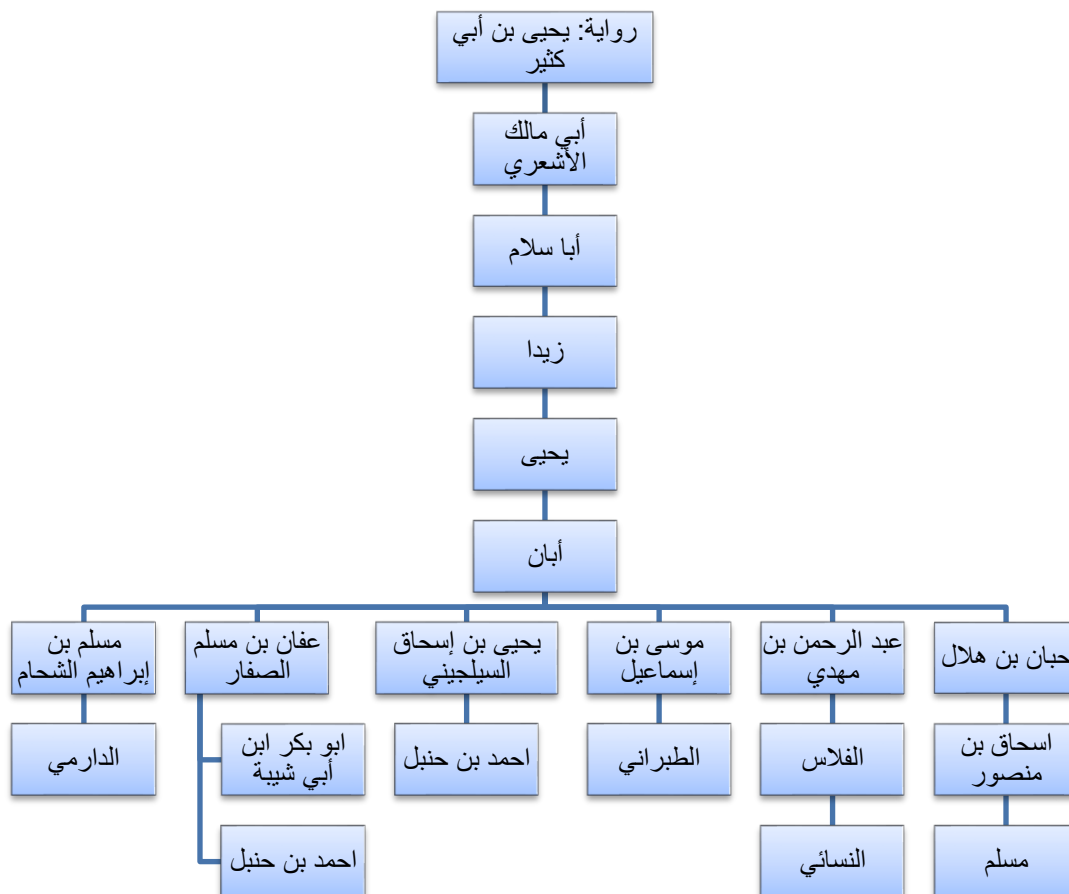 رواية: يحيى بن أبي
كثير
أبي مالك
الأشعري
أبا سلام
زيدا
يحيى
أبان
حبان بن هلال
عبد الرحمن بن
مهدي
موسى بن
إسماعيل
يحيى بن إسحاق
السيلجيني
عفان بن مسلم
الصفار
مسلم بن
إبراهيم الشحام
اسحاق بن
منصور
الفلاس
الطبراني
احمد بن حنبل
ابو بكر ابن
أبي شيبة
الدارمي
مسلم
النسائي
احمد بن حنبل